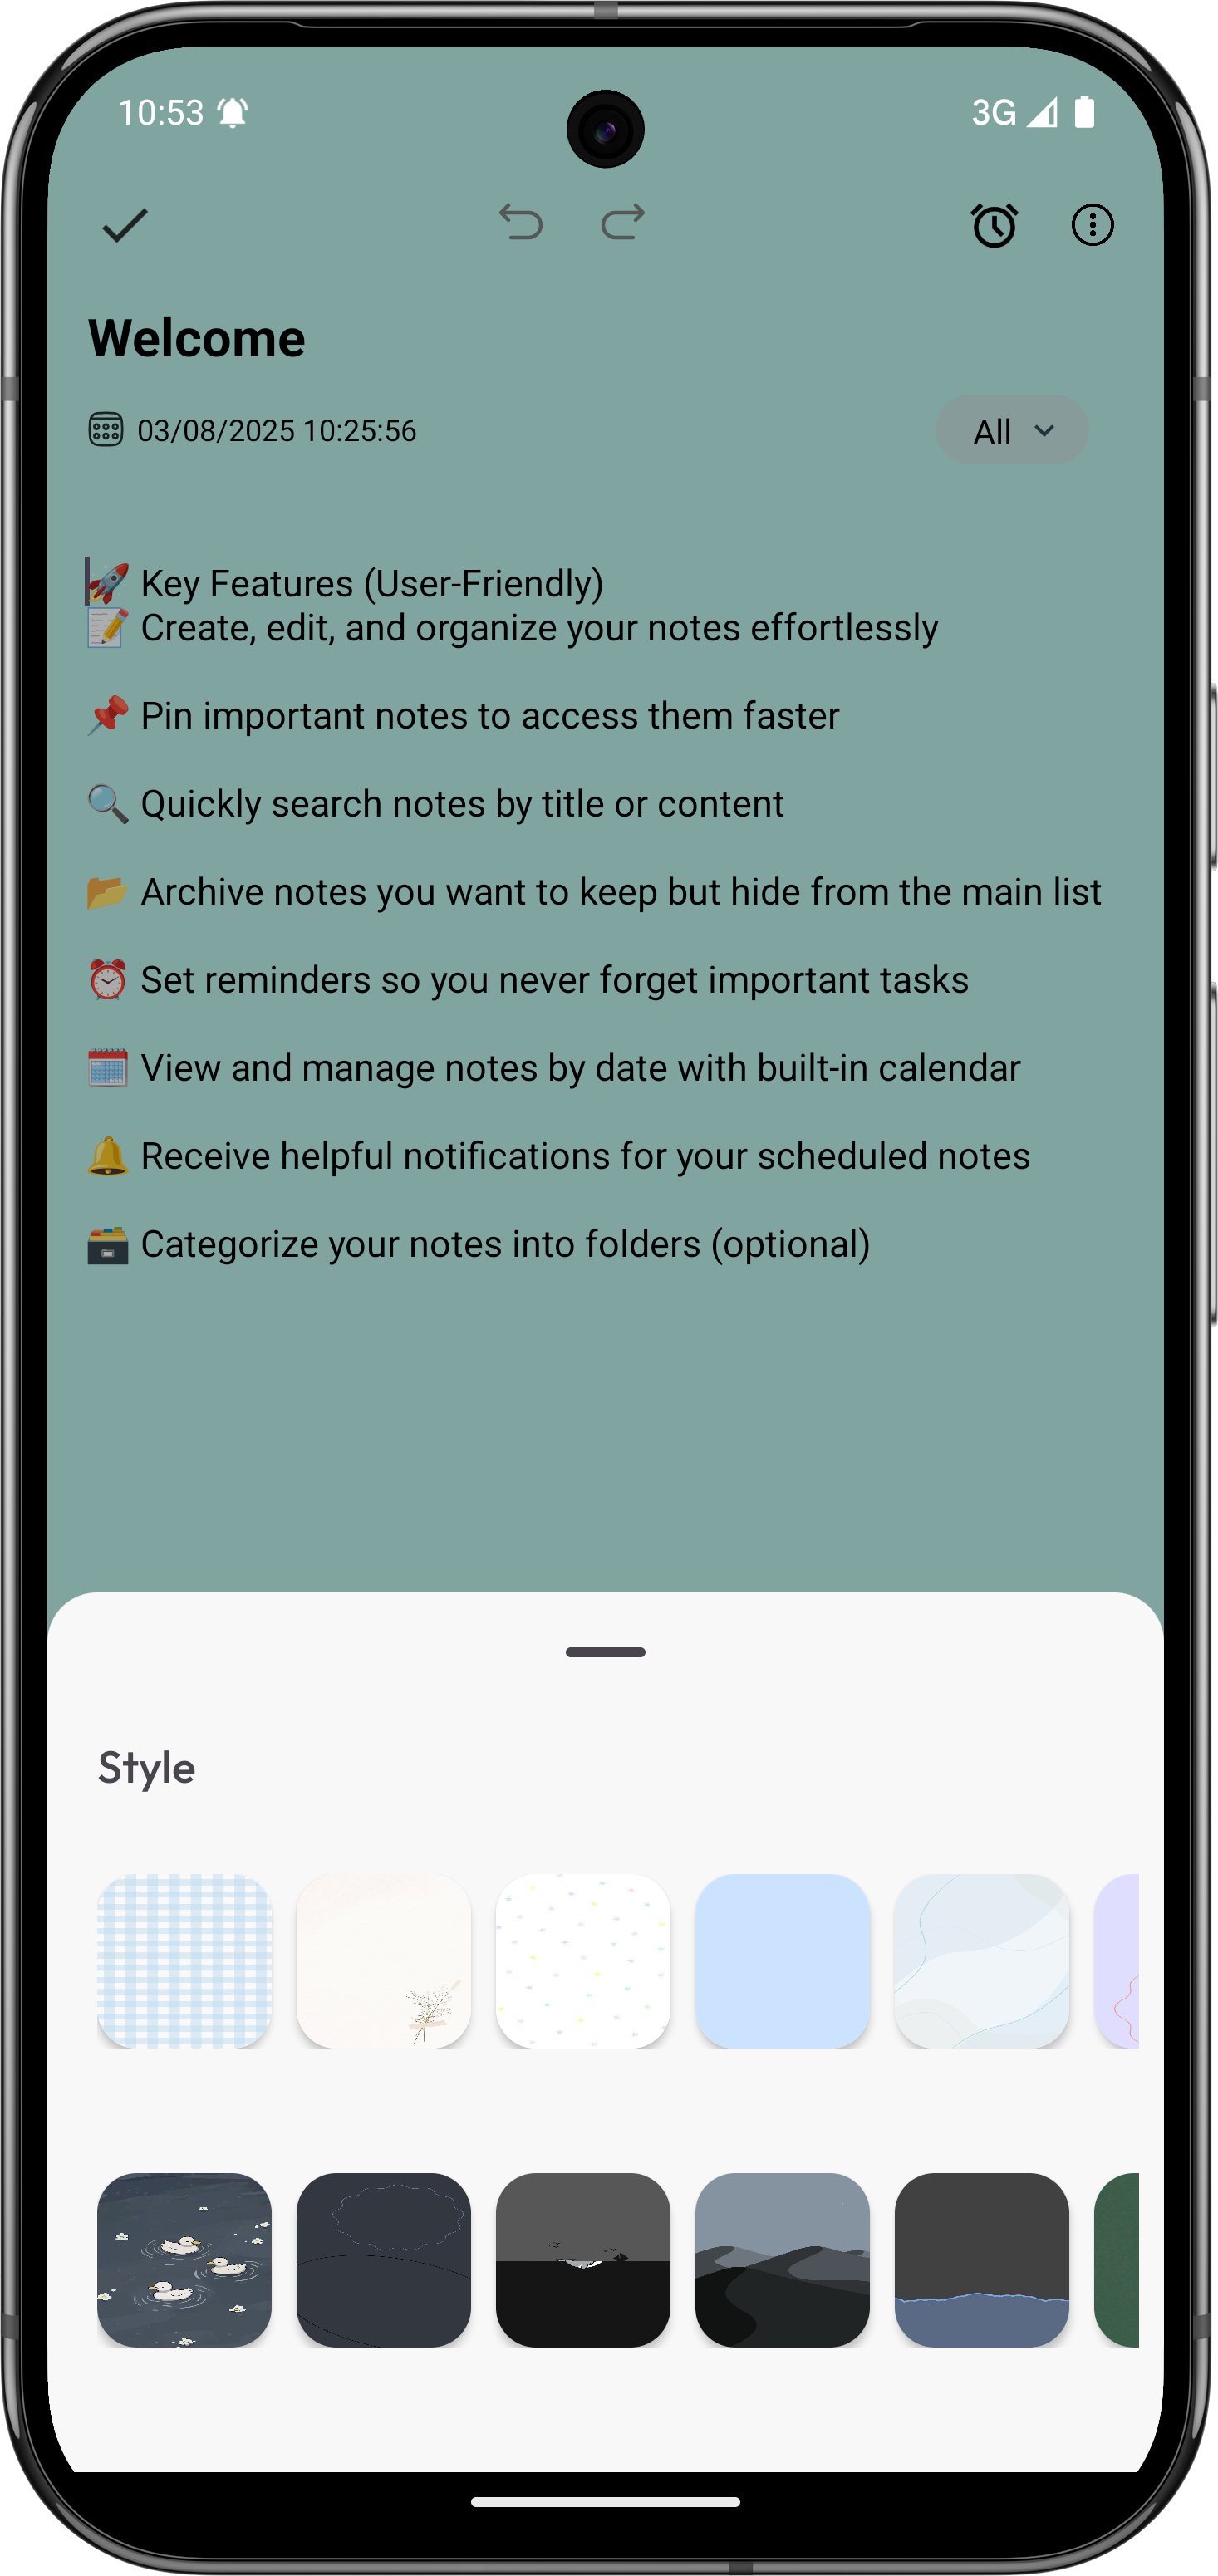 10:53
3G
Welcome
03/08/2025 10:25:56
All
🚀 Key Features (User-Friendly)
📝 Create, edit, and organize your notes effortlessly
📌 Pin important notes to access them faster
🔍 Quickly search notes by title or content
📂 Archive notes you want to keep but hide from the main list
⏰ Set reminders so you never forget important tasks
🗓️ View and manage notes by date with built-in calendar
🔔 Receive helpful notifications for your scheduled notes
🗃️ Categorize your notes into folders (optional)
Style